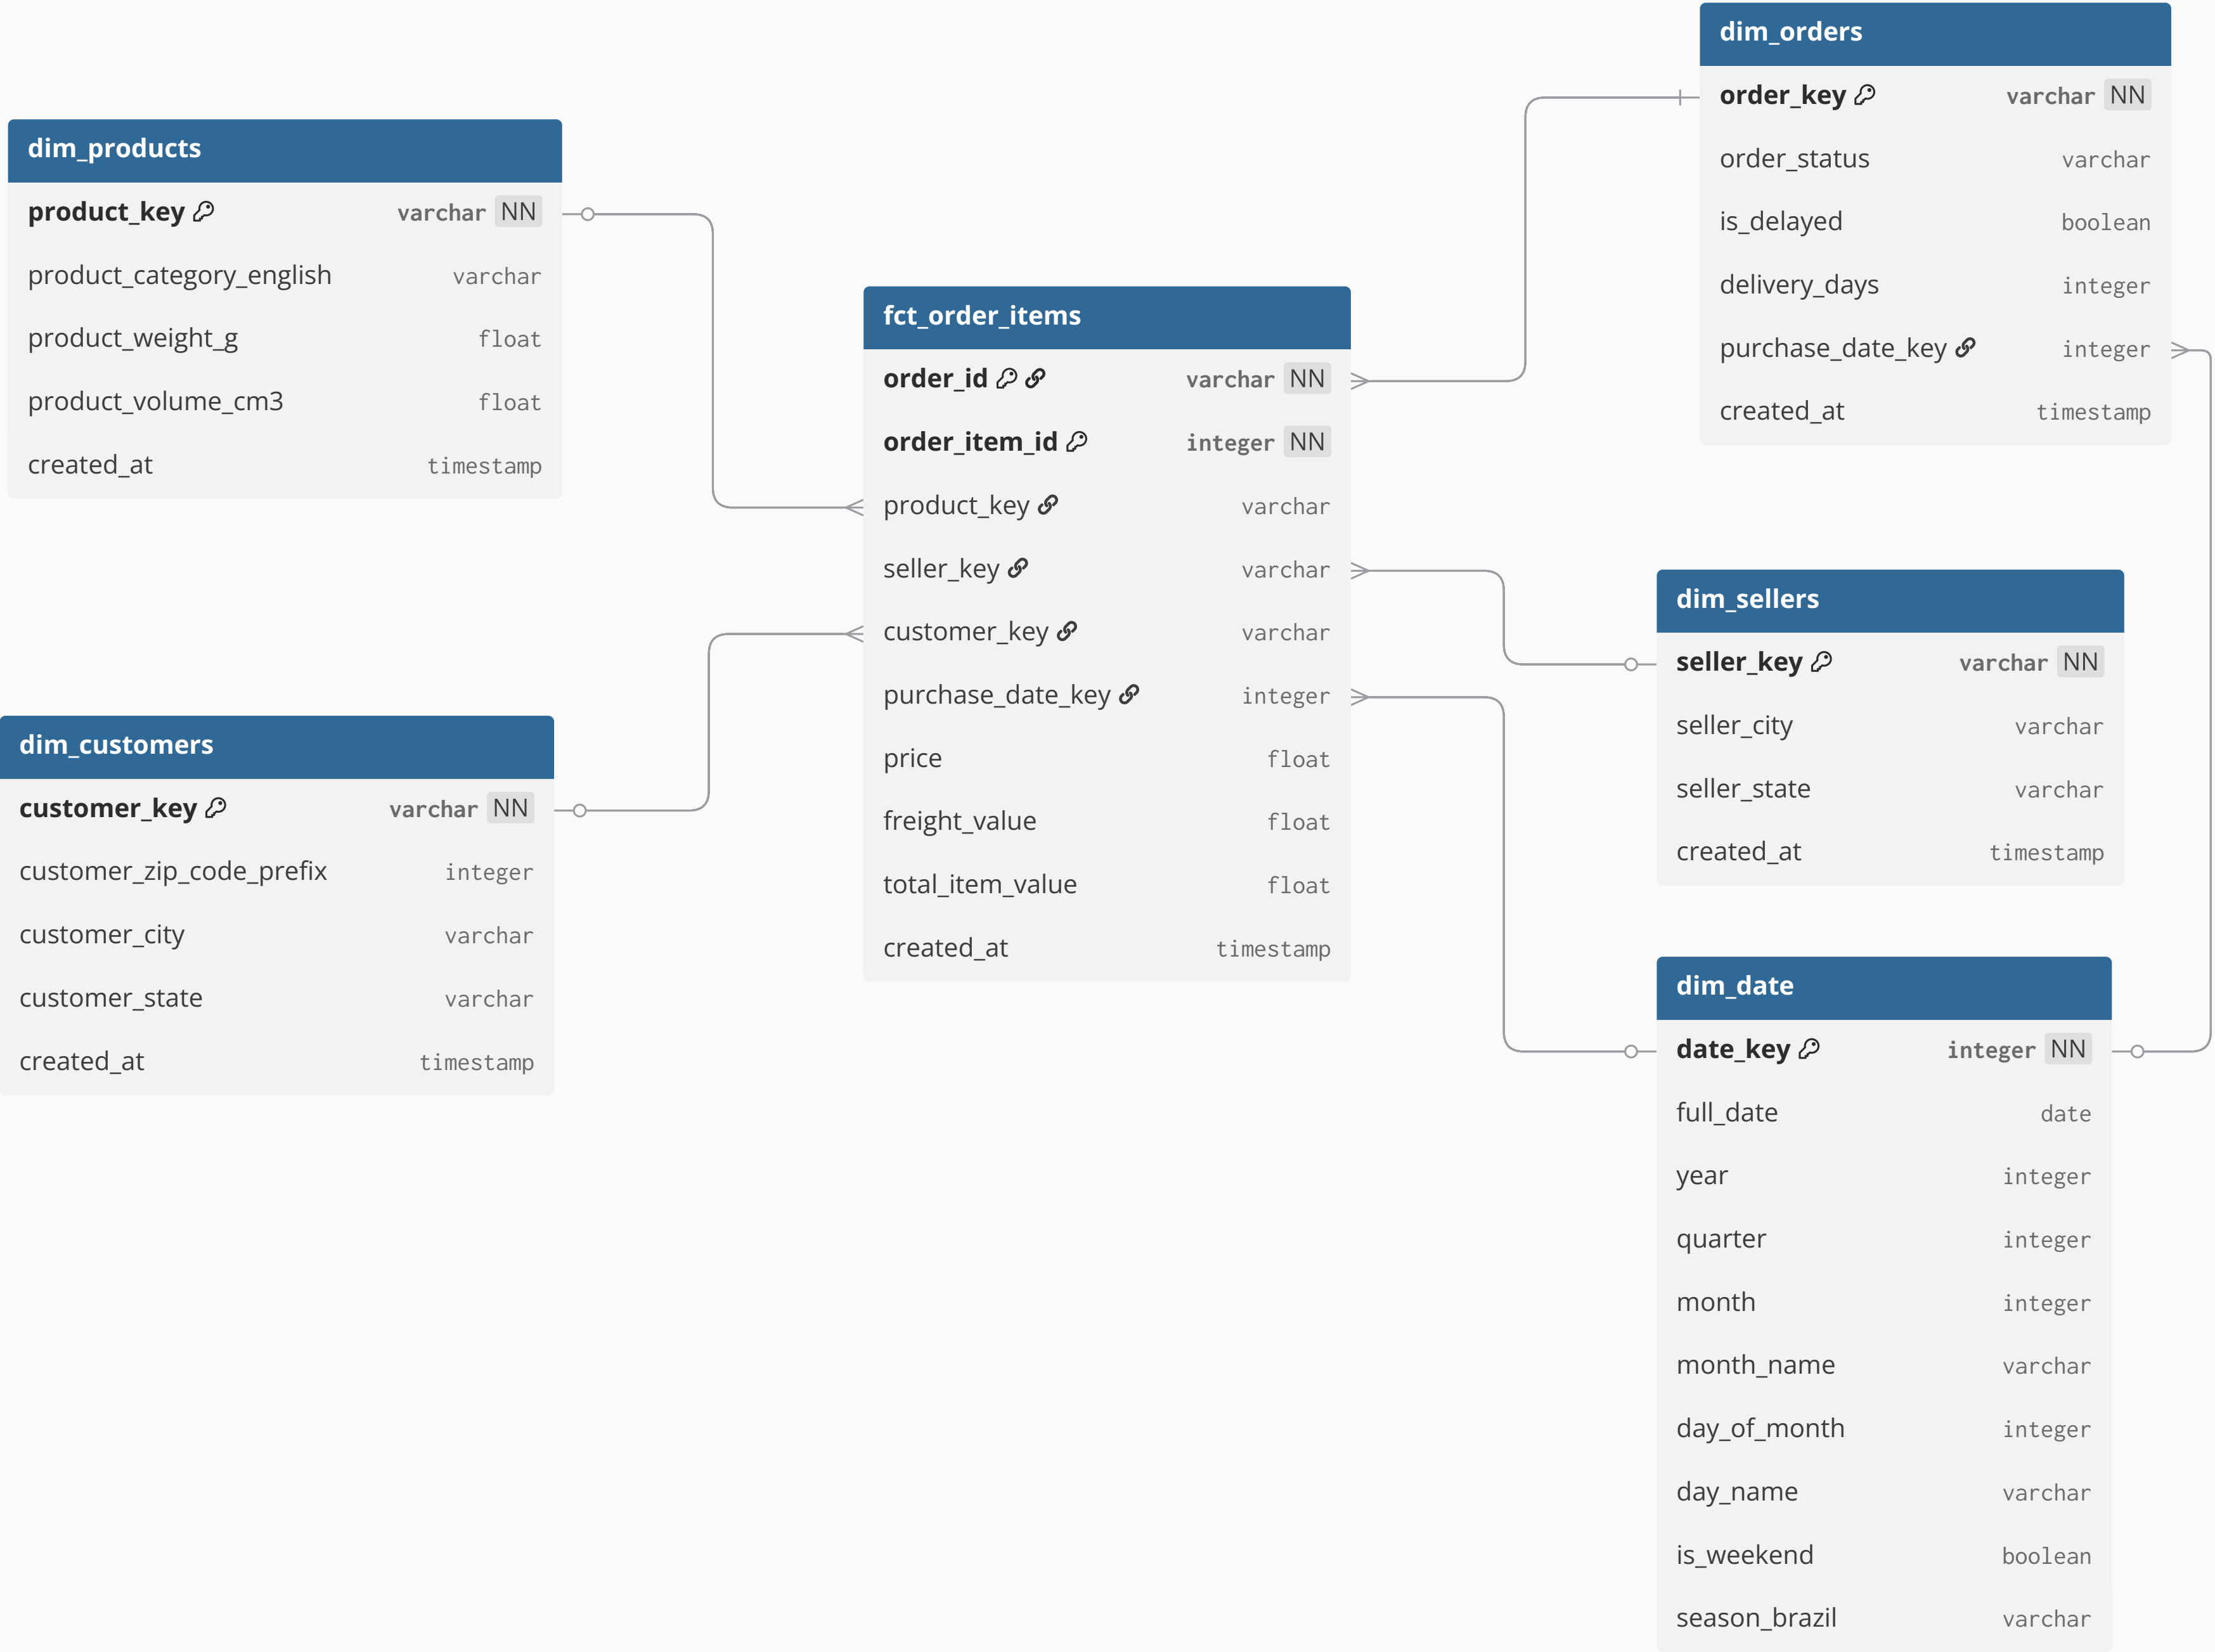 dim_products
product_key varchar NN
product_category_english varchar
product_weight_g float
product_volume_cm3 float
created_at timestamp
dim_customers
customer_key varchar NN
customer_zip_code_prefix integer
customer_city varchar
customer_state varchar
created_at timestamp
fct_order_items
order_id varchar NN
order_item_id integer NN
product_key varchar
seller_key varchar
customer_key varchar
purchase_date_key integer
price float
freight_value float
total_item_value float
created_at timestamp
dim_orders
order_key varchar NN
order_status varchar
is_delayed boolean
delivery_days integer
purchase_date_key integer
created_at timestamp
dim_sellers
seller_key varchar NN
seller_city varchar
seller_state varchar
created_at timestamp
dim_date
date_key integer NN
full_date date
year integer
quarter integer
month integer
month_name varchar
day_of_month integer
day_name varchar
is_weekend boolean
season_brazil varchar